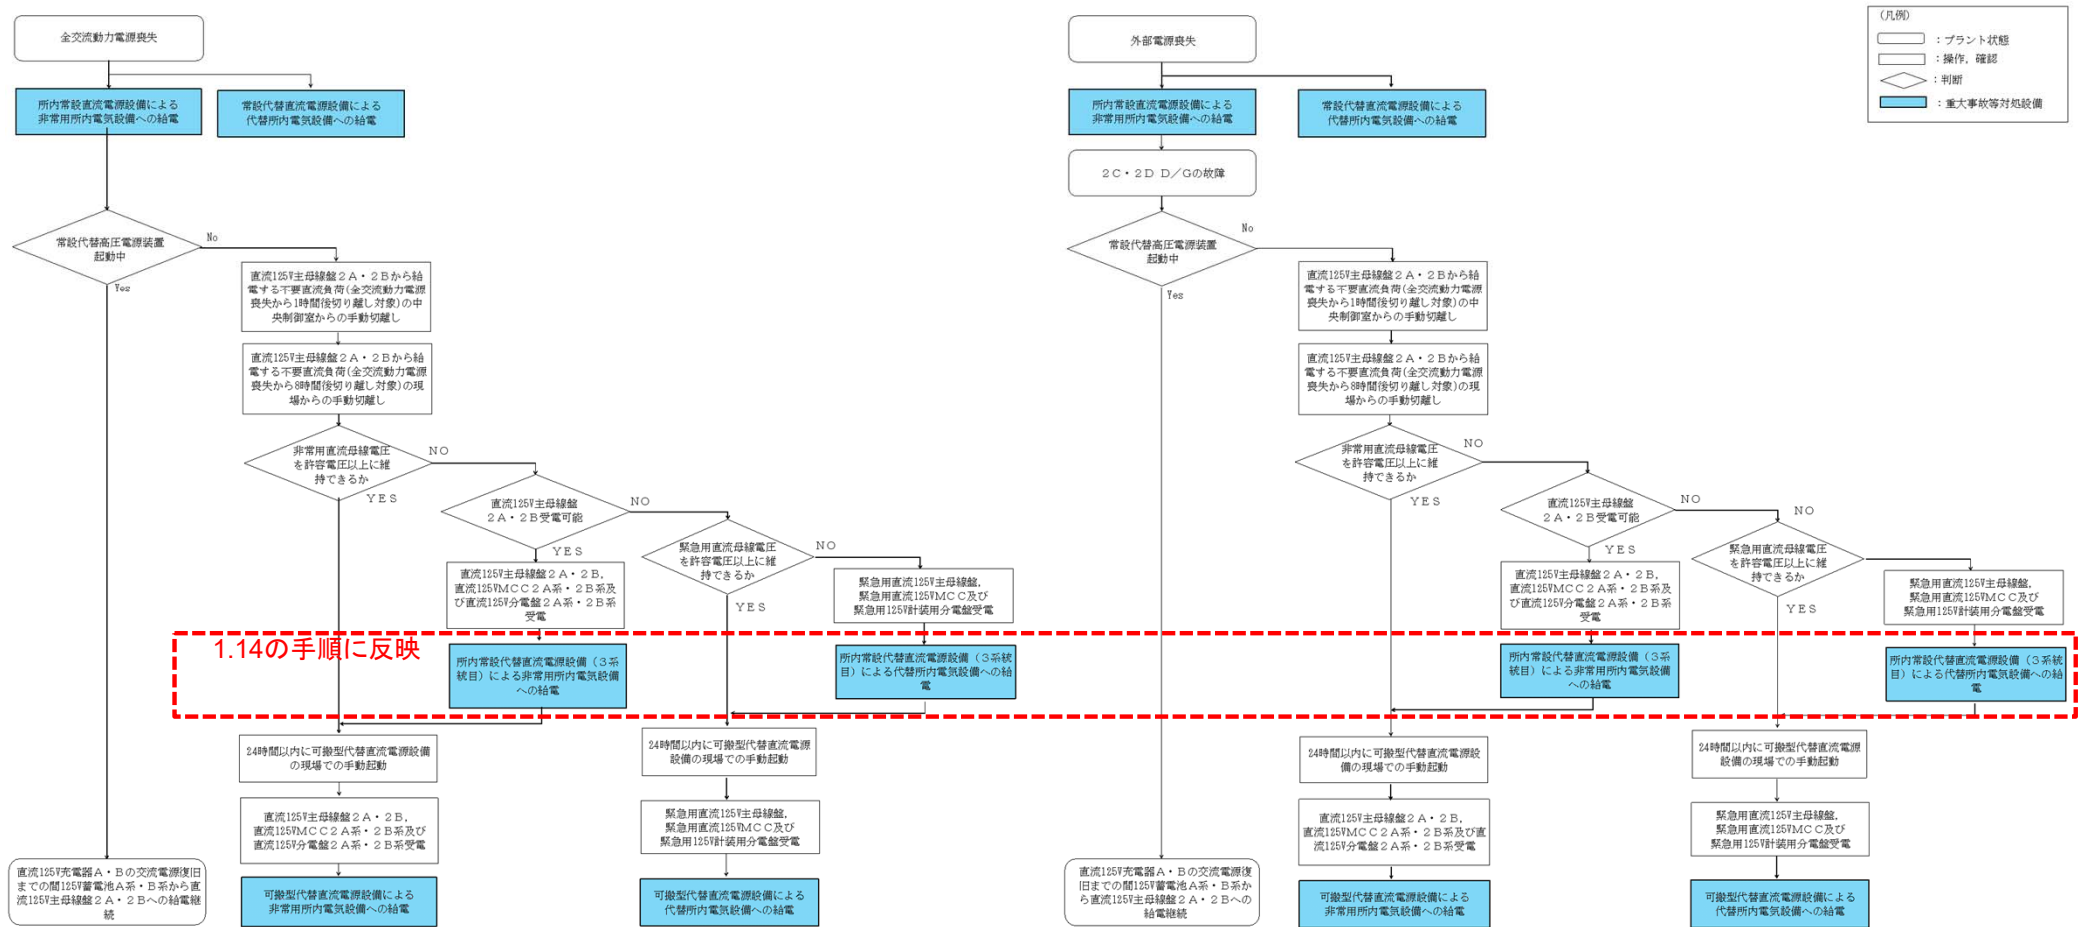 全交流動力電源喪失
所内常設直流電源設備による
非常用所内電気設備への給電
常設代替直流電源設備による
代替所内電気設備への給電
常設代替高圧電源装置
起動中
No
Yes
直流125V主母線盤２Ａ・２Ｂから給
電する不要直流負荷(全交流動力電源
喪失から1時間後切り離し対象)の中
央制御室からの手動切離し
直流125V主母線盤２Ａ・２Ｂから給
電する不要直流負荷(全交流動力電源
喪失から8時間後切り離し対象)の現
場からの手動切離し
非常用直流母線電圧
を許容電圧以上に維
持できるか
ＮＯ
ＹＥＳ
直流125V主母線盤
２Ａ・２Ｂ受電可能
ＮＯ
ＹＥＳ
緊急用直流母線電圧
を許容電圧以上に維
持できるか
ＮＯ
ＹＥＳ
直流125V主母線盤２Ａ・２Ｂ，
直流125VMCC２Ａ系・２Ｂ系及
び直流125V分電盤２Ａ系・２Ｂ系
受電
緊急用直流125V主母線盤，
緊急用直流125VMCC及び
緊急用125V計装用分電盤受電
1.14の手順に反映
所内常設代替直流電源設備（３系
統目）による非常用所内電気設備
への給電
所内常設代替直流電源設備（３系統
目）による代替所内電気設備への給
電
24時間以内に可搬型代替直流電源設備
の現場での手動起動
24時間以内に可搬型代替直流電源
設備の現場での手動起動
直流125V主母線盤２Ａ・２Ｂ，
直流125VMCC２Ａ系・２Ｂ系及び
直流125V分電盤２Ａ系・２Ｂ系受電
緊急用直流125V主母線盤，
緊急用直流125VMCC及び
緊急用125V計装用分電盤受電
直流125V充電器Ａ・Ｂの交流電源復旧
までの間125V蓄電池Ａ系・Ｂ系から直
流125V主母線盤２Ａ・２Ｂへの給電継
続
可搬型代替直流電源設備による
非常用所内電気設備への給電
可搬型代替直流電源設備による
代替所内電気設備への給電
外部電源喪失
所内常設直流電源設備による
非常用所内電気設備への給電
常設代替直流電源設備による
代替所内電気設備への給電
２Ｃ・２Ｄ Ｄ／Ｇの故障
常設代替高圧電源装置
起動中
No
Yes
直流125V主母線盤２Ａ・２Ｂから給
電する不要直流負荷(全交流動力電源
喪失から1時間後切り離し対象)の中
央制御室からの手動切離し
直流125V主母線盤２Ａ・２Ｂから給
電する不要直流負荷(全交流動力電源
喪失から8時間後切り離し対象)の現
場からの手動切離し
非常用直流母線電圧
を許容電圧以上に維
持できるか
ＮＯ
ＹＥＳ
直流125V主母線盤
２Ａ・２Ｂ受電可能
ＮＯ
ＹＥＳ
緊急用直流母線電圧
を許容電圧以上に維
持できるか
ＮＯ
ＹＥＳ
直流125V主母線盤２Ａ・２Ｂ，
直流125VMCC２Ａ系・２Ｂ系及
び直流125V分電盤２Ａ系・２Ｂ系
受電
緊急用直流125V主母線盤，
緊急用直流125VMCC及び
緊急用125V計装用分電盤受電
所内常設代替直流電源設備（３系
統目）による非常用所内電気設備
への給電
所内常設代替直流電源設備（３系統
目）による代替所内電気設備への給
電
24時間以内に可搬型代替直流電源設
備の現場での手動起動
24時間以内に可搬型代替直流電源
設備の現場での手動起動
直流125V主母線盤２Ａ・２Ｂ，
直流125VMCC２Ａ系・２Ｂ系及び直
流125V分電盤２Ａ系・２Ｂ系受電
緊急用直流125V主母線盤，
緊急用直流125VMCC及び
緊急用125V計装用分電盤受電
直流125V充電器Ａ・Ｂの交流電源復
旧までの間125V蓄電池Ａ系・Ｂ系か
ら直流125V主母線盤２Ａ・２Ｂへの
給電継続
可搬型代替直流電源設備による
非常用所内電気設備への給電
可搬型代替直流電源設備による
代替所内電気設備への給電
(凡例)
：プラント状態
：操作，確認
：判断
：重大事故等対処設備